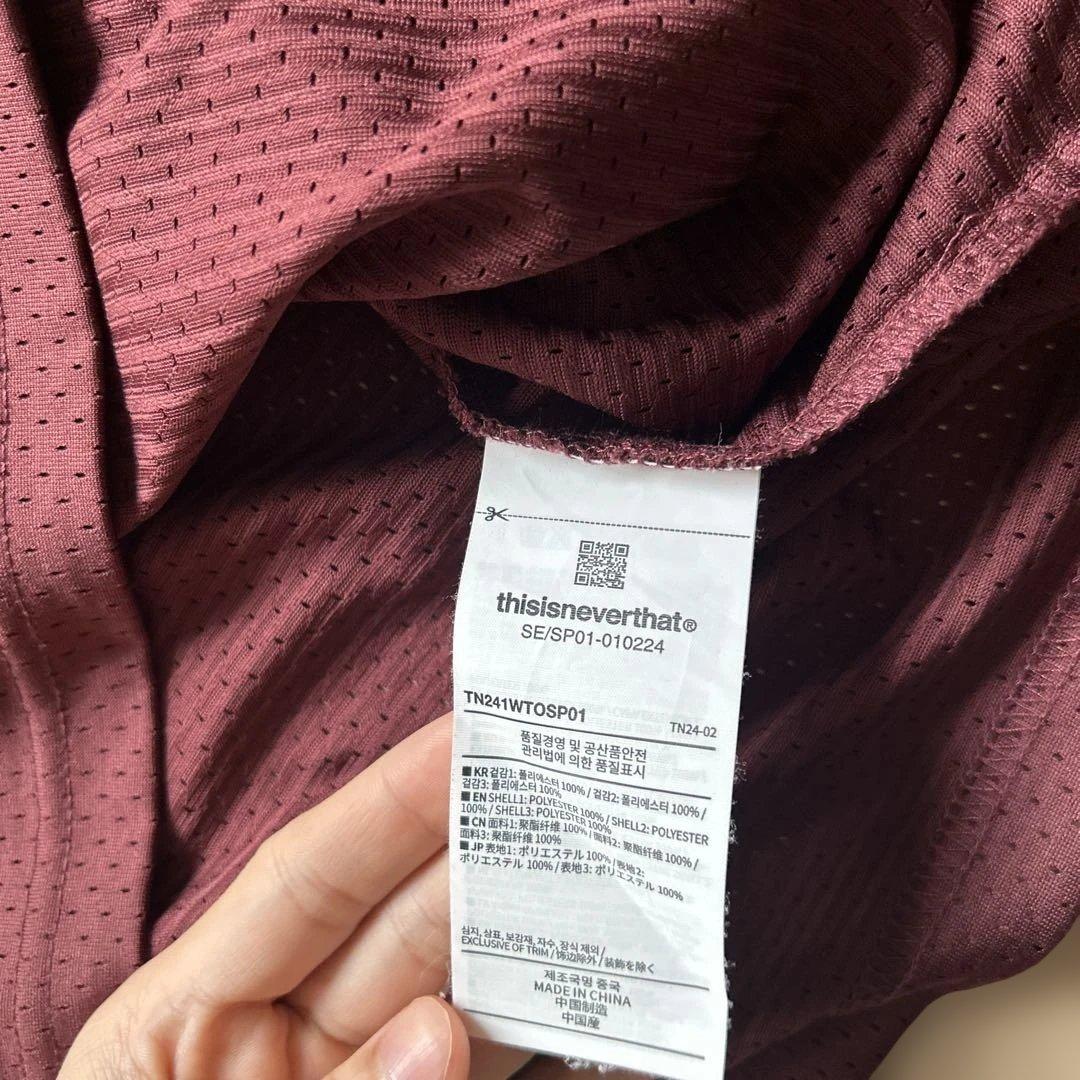 thisisneverthat®
SE/SP01-010224
TN241WTOSP01
TN24-02
품질경영 및 공산품안전
관리법에 의한 품질표시
KR 겉감1: 폴리에스터 100% / 겉감2: 폴리에스터 100% /
겉감3: 폴리에스터 100%
EN SHELL1: POLYESTER 100% / SHELL2: POLYESTER
100% / SHELL3: POLYESTER 100%
CN 面料1: 聚酯纤维 100% / 面料2: 聚酯纤维 100% /
面料3: 聚酯纤维 100%
JP 表地1: ポリエステル 100% / 表地2:
ポリエステル 100% / 表地3: ポリエステル 100%
심지, 상표, 보강재, 자수, 장식 제외 /
EXCLUSIVE OF TRIM / 饰边除外 / 装飾を除く
제조국명 중국
MADE IN CHINA
中国制造
中国産